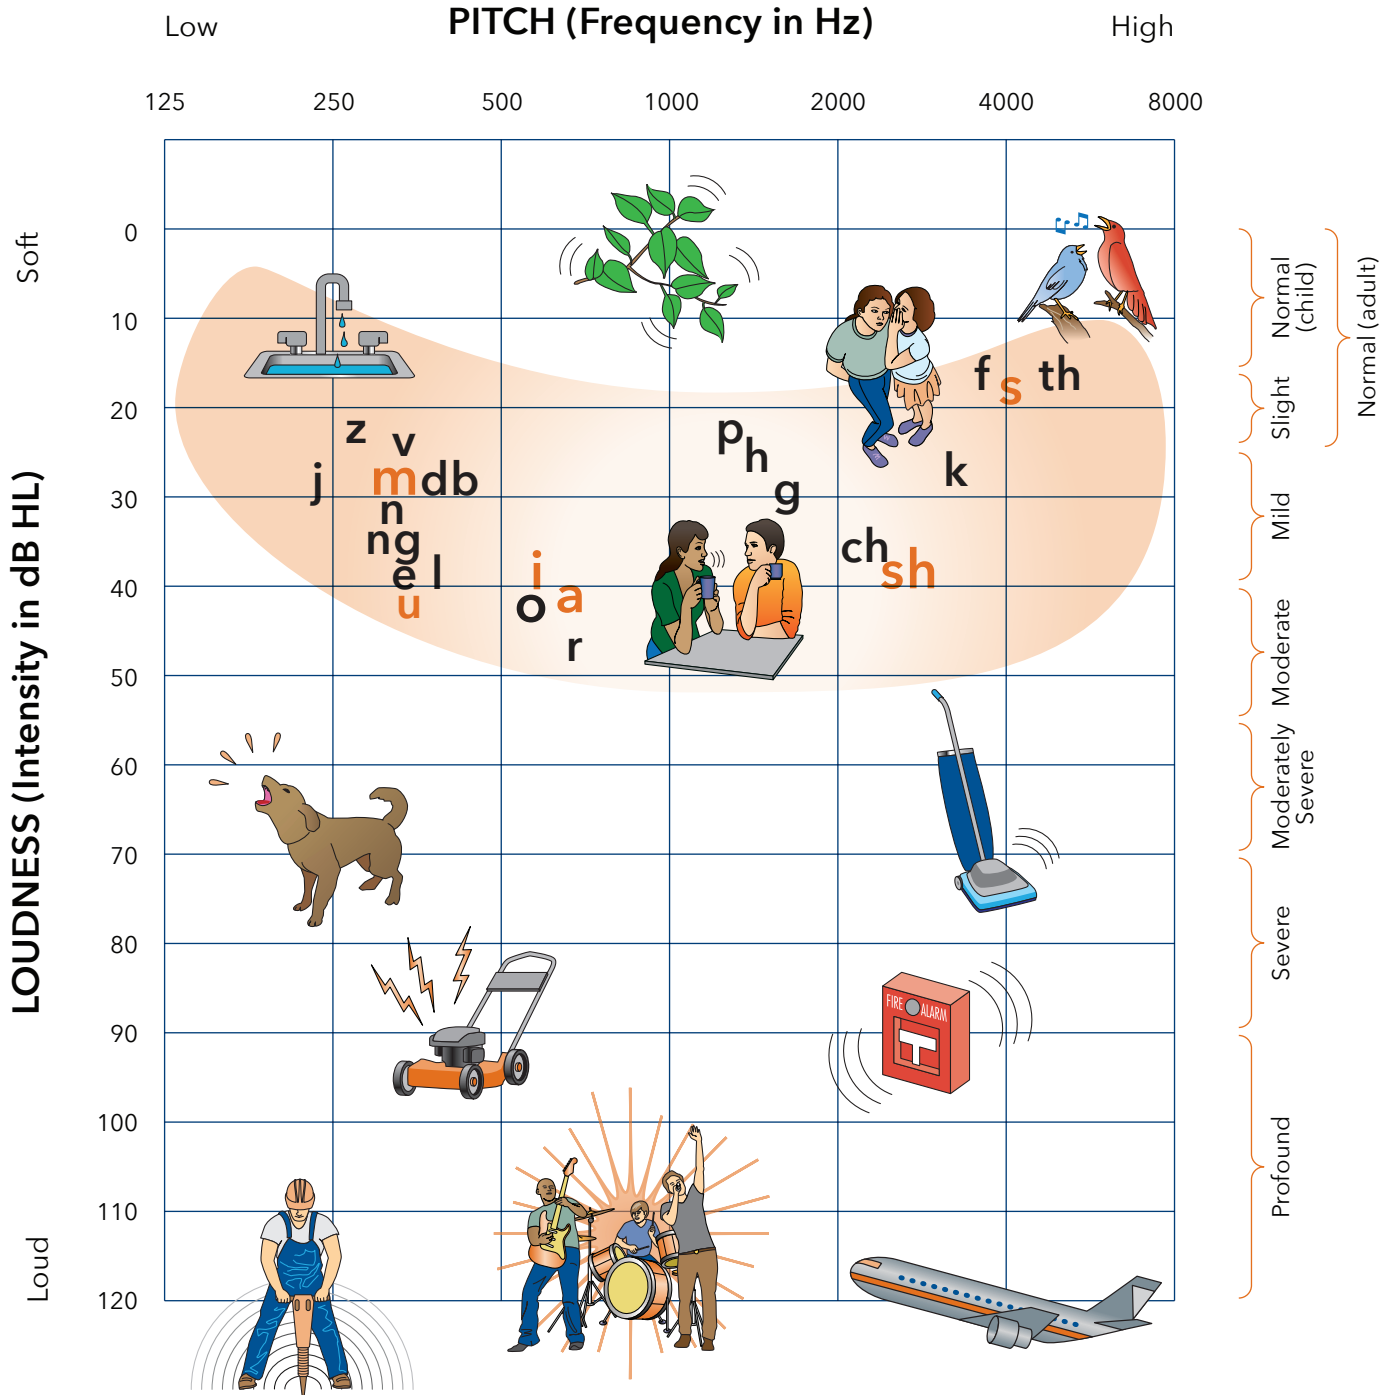 PITCH (Frequency in Hz)
Low
High
125 250 500 1000 2000 4000 8000
LOUDNESS (Intensity in dB HL)
Soft
Loud
0
10
20
30
40
50
60
70
80
90
100
110
120
f s th
z v p h k
j m d b g
n
ng ch sh
e l i
u o a
r
FIRE ALARM
Normal
(child)
Normal (adult)
Slight
Mild
Moderate
Moderately
Severe
Severe
Profound